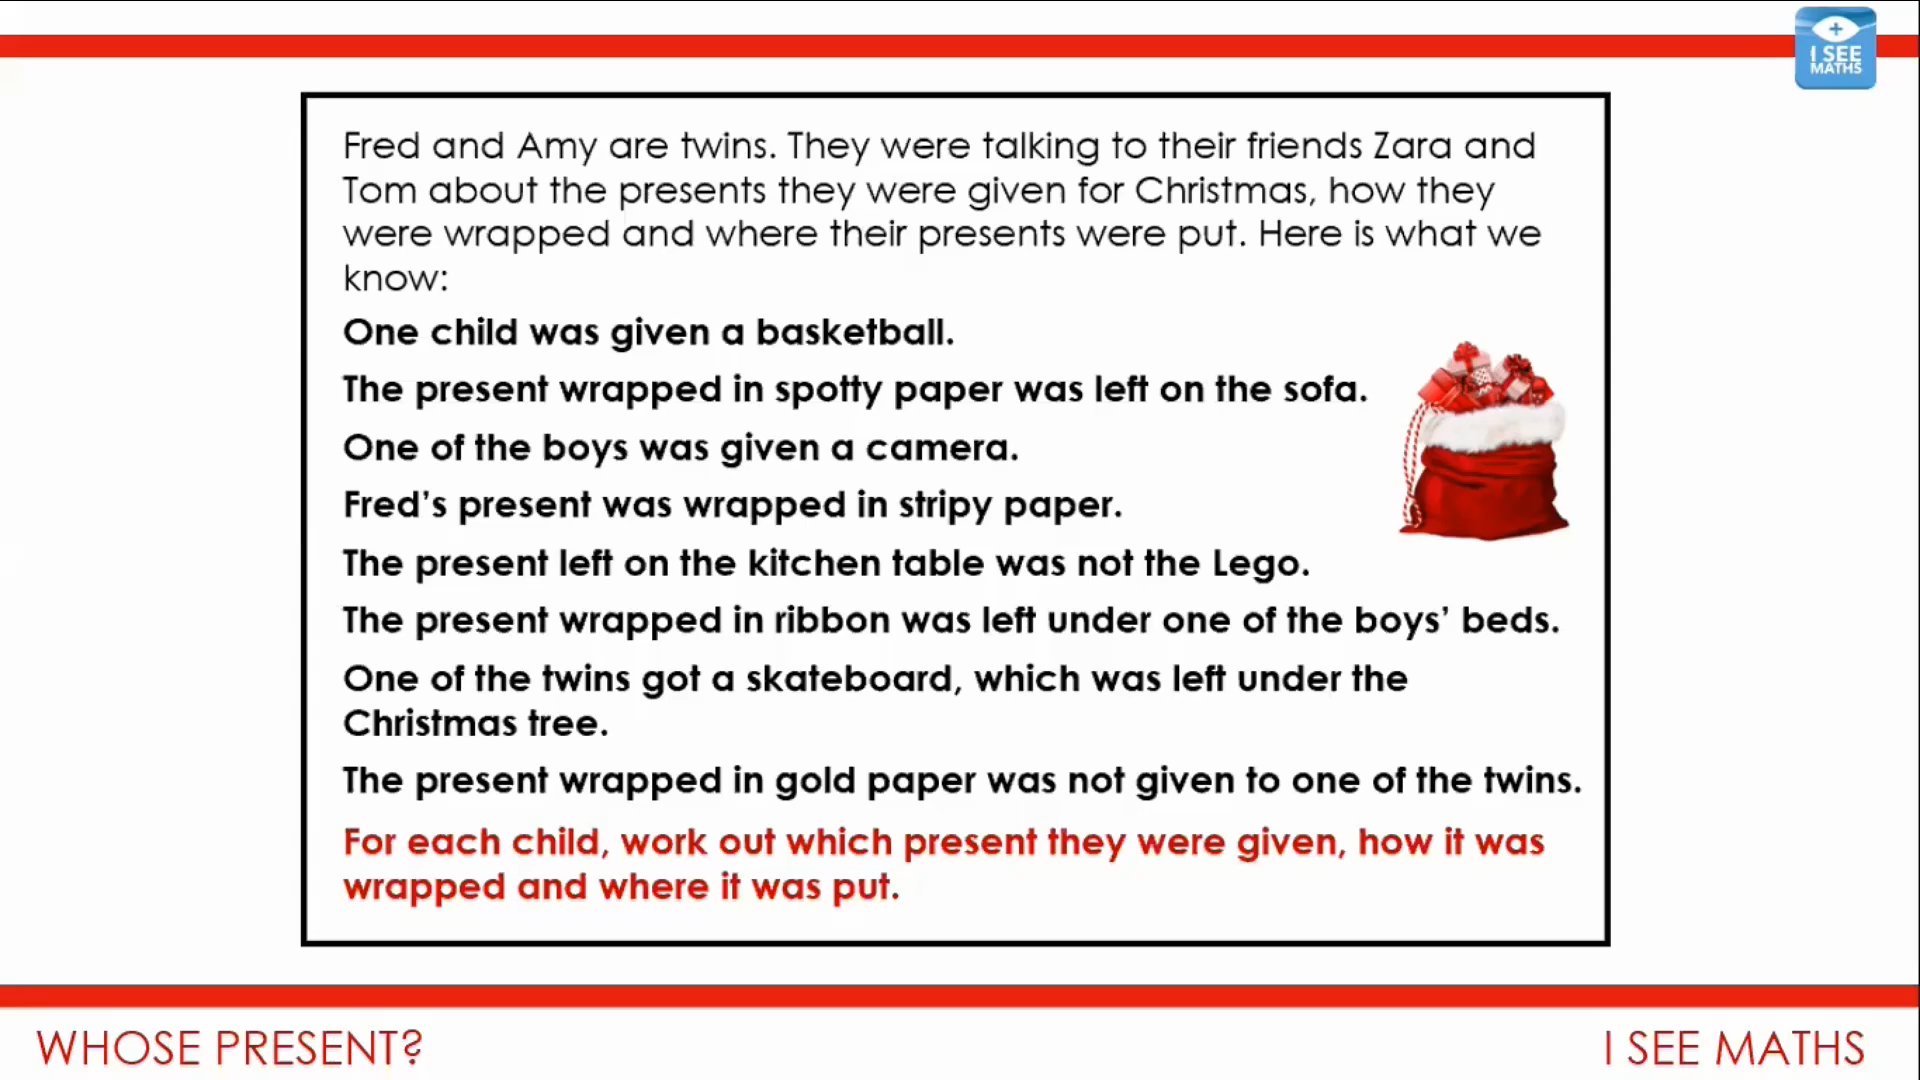 I SEE
MATHS
Fred and Amy are twins. They were talking to their friends Zara and
Tom about the presents they were given for Christmas, how they
were wrapped and where their presents were put. Here is what we
know:
One child was given a basketball.
The present wrapped in spotty paper was left on the sofa.
One of the boys was given a camera.
Fred's present was wrapped in stripy paper.
The present left on the kitchen table was not the Lego.
The present wrapped in ribbon was left under one of the boys' beds.
One of the twins got a skateboard, which was left under the
Christmas tree.
The present wrapped in gold paper was not given to one of the twins.
For each child, work out which present they were given, how it was
wrapped and where it was put.
WHOSE PRESENT?
I SEE MATHS